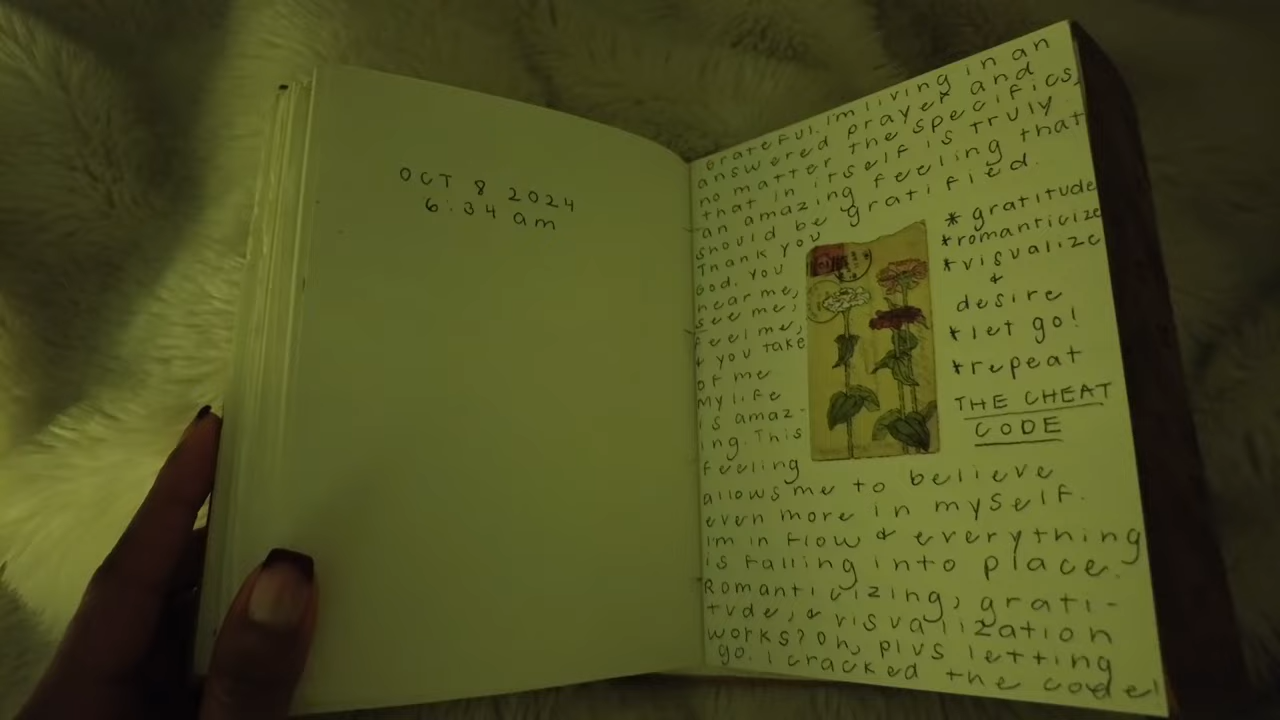 OCT 8 2024
6:34 am
Grateful. I'm living in an
answered prayer and
no matter the specifics,
that in itself is truly
an amazing feeling that
should be gratified.
Thank you
God. You
hear me,
see me,
feel me,
& you take
of me
My life
is amaz-
ing. This
feeling
allows me to believe
even more in myself.
I'm in flow & everything
is falling into place.
Romanticizing, grati-
tude, & visualization
works? Oh, plus letting
go. I cracked the code!
* gratitude
*romanticize
*visualize
+
desire
*let go!
*repeat
THE CHEAT
CODE